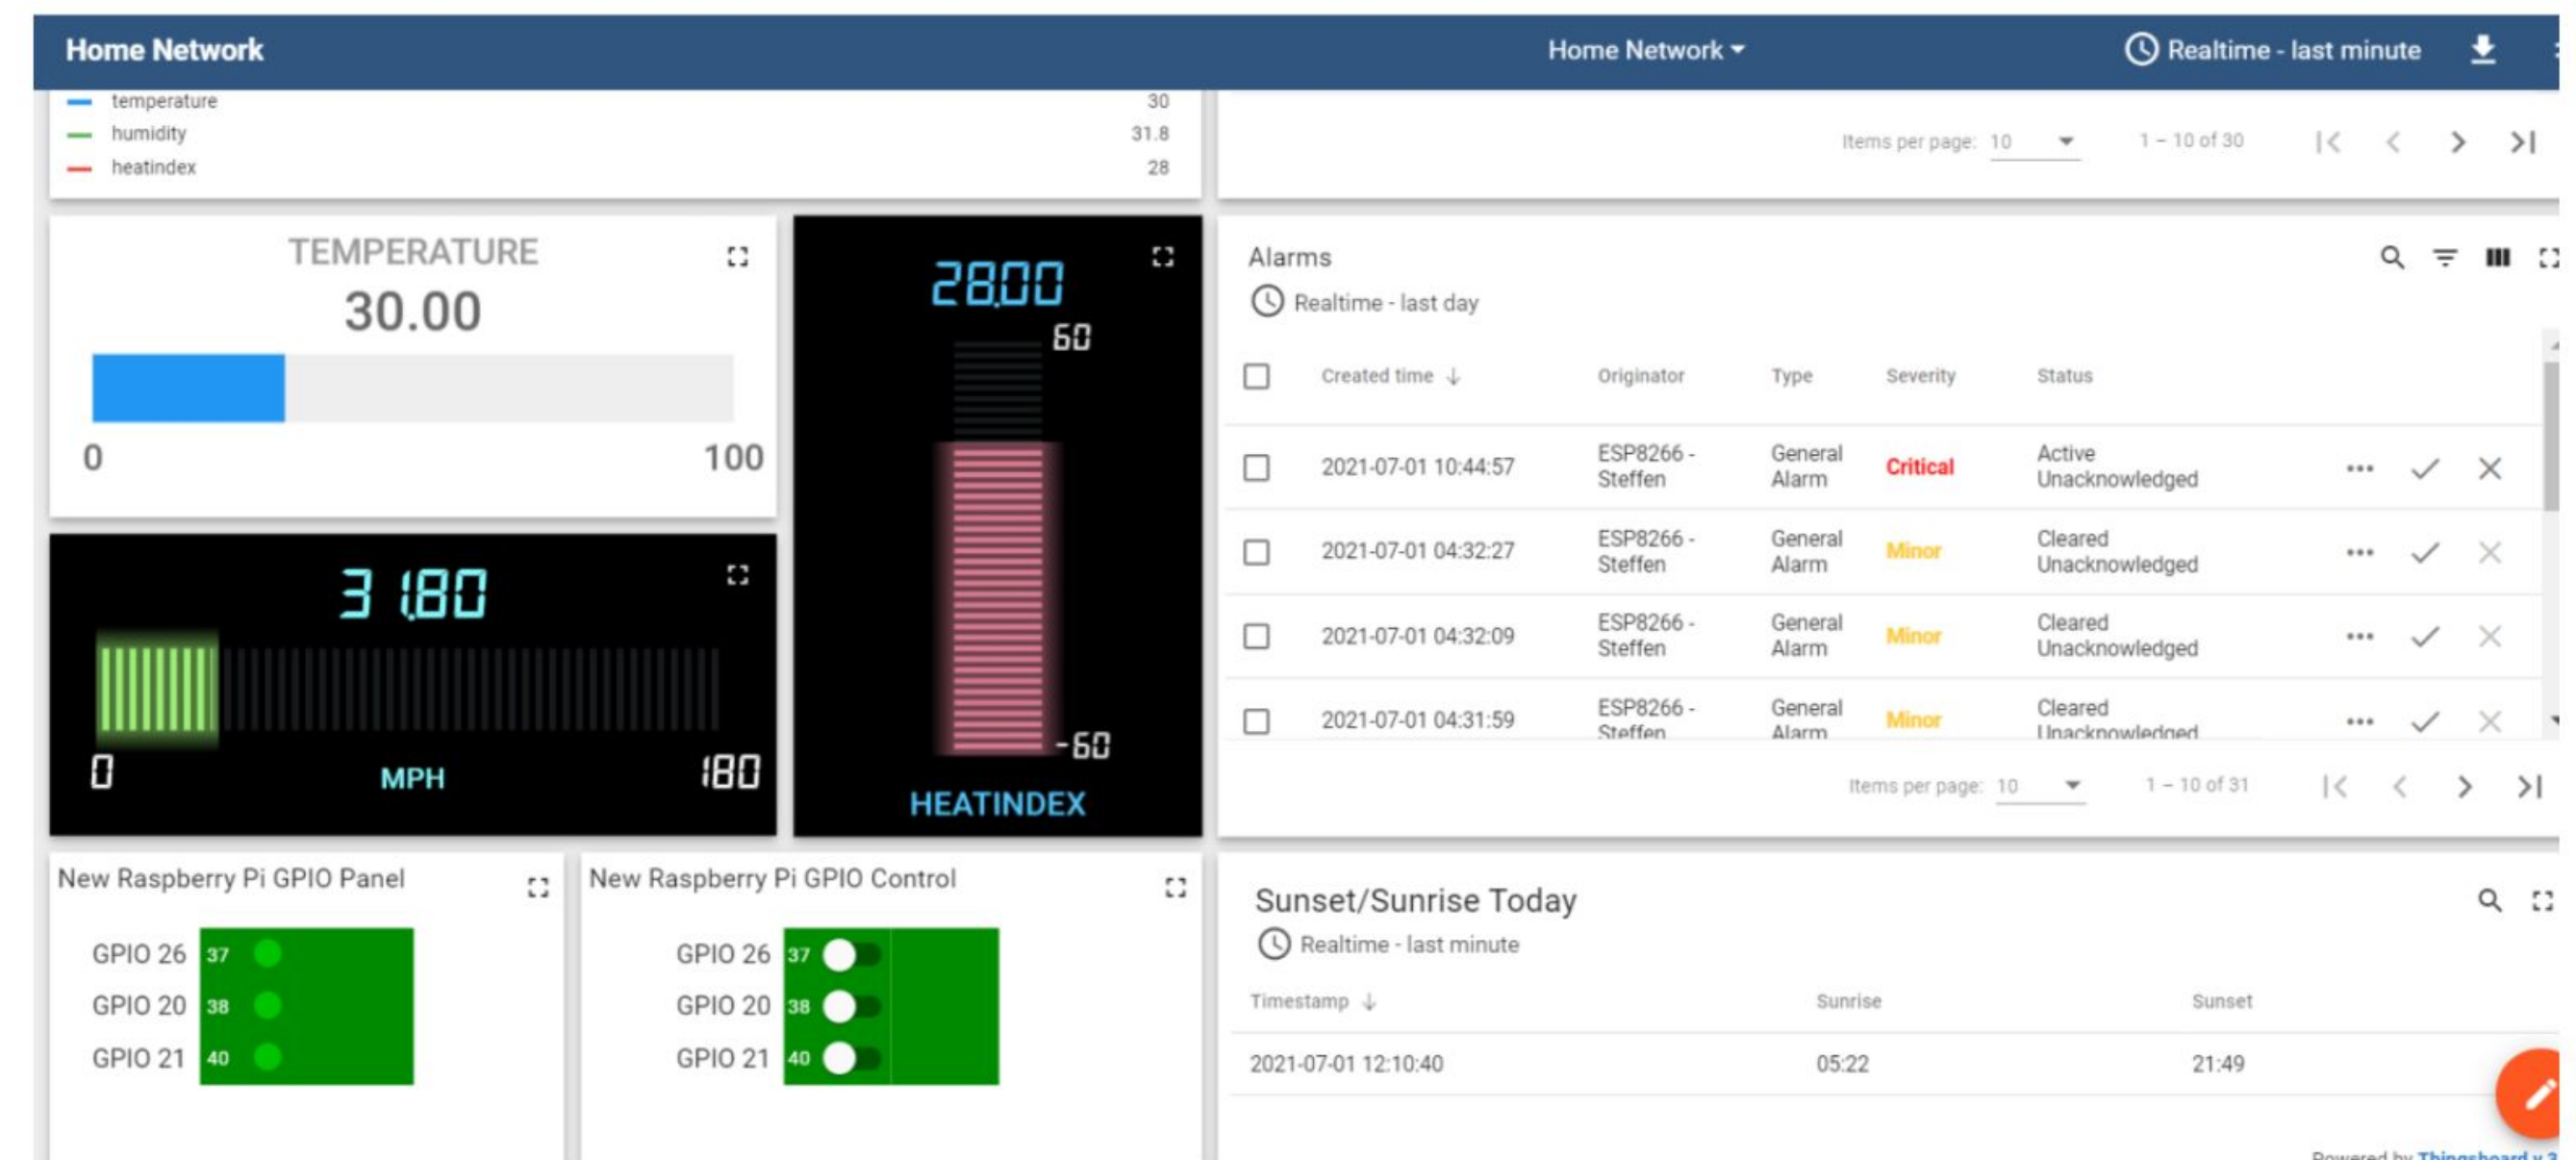 Home Network
Home Network
Realtime - last minute
temperature 30
humidity 31.8
heatindex 28
Items per page: 10 1 – 10 of 30
TEMPERATURE
30.00
0 100
28.00
60
-60
HEATINDEX
31.80
0 MPH 180
Alarms
Realtime - last day
Created time Originator Type Severity Status
2021-07-01 10:44:57 ESP8266 - Steffen General Alarm Critical Active Unacknowledged
2021-07-01 04:32:27 ESP8266 - Steffen General Alarm Minor Cleared Unacknowledged
2021-07-01 04:32:09 ESP8266 - Steffen General Alarm Minor Cleared Unacknowledged
2021-07-01 04:31:59 ESP8266 - Steffen General Alarm Minor Cleared Unacknowledged
Items per page: 10 1 – 10 of 31
New Raspberry Pi GPIO Panel
GPIO 26 37
GPIO 20 38
GPIO 21 40
New Raspberry Pi GPIO Control
GPIO 26 37
GPIO 20 38
GPIO 21 40
Sunset/Sunrise Today
Realtime - last minute
Timestamp Sunrise Sunset
2021-07-01 12:10:40 05:22 21:49
Powered by Thingsboard v.3